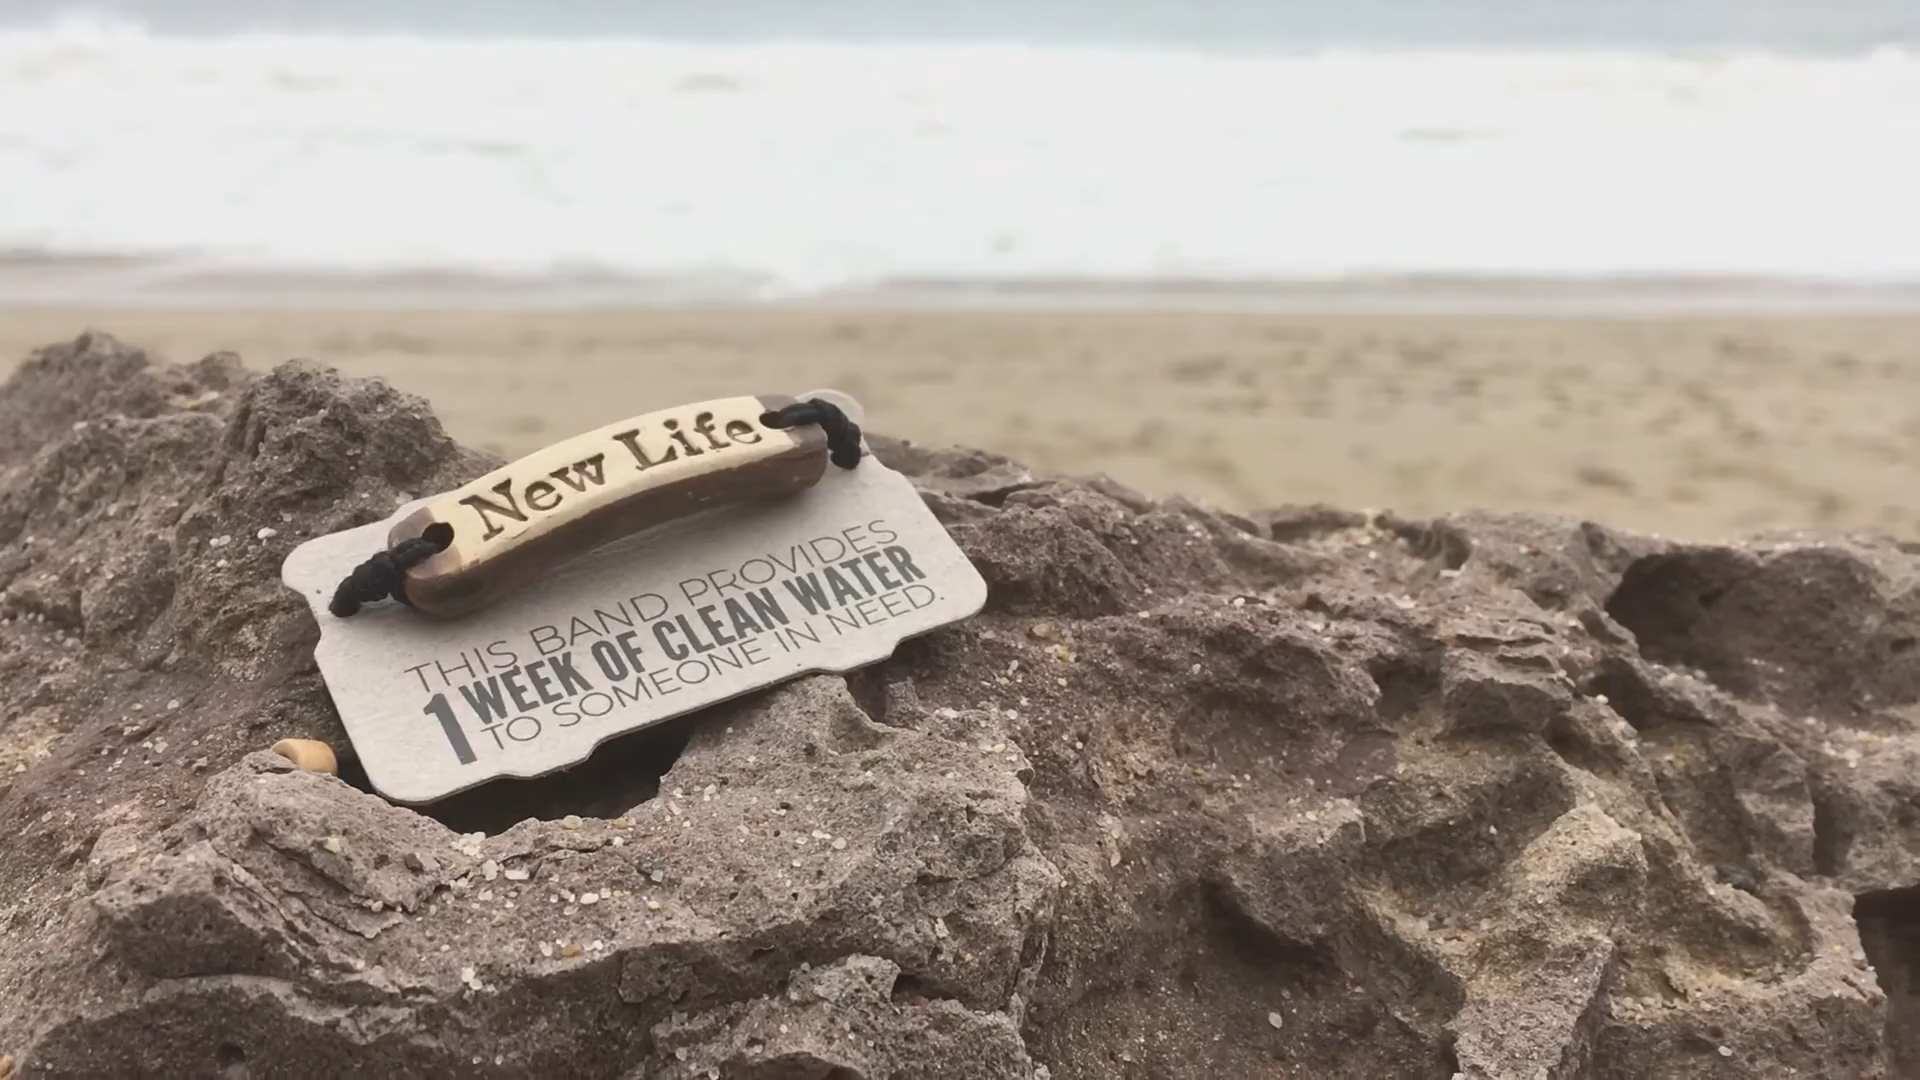 New Life
THIS BAND PROVIDES
1 WEEK OF CLEAN WATER
TO SOMEONE IN NEED.